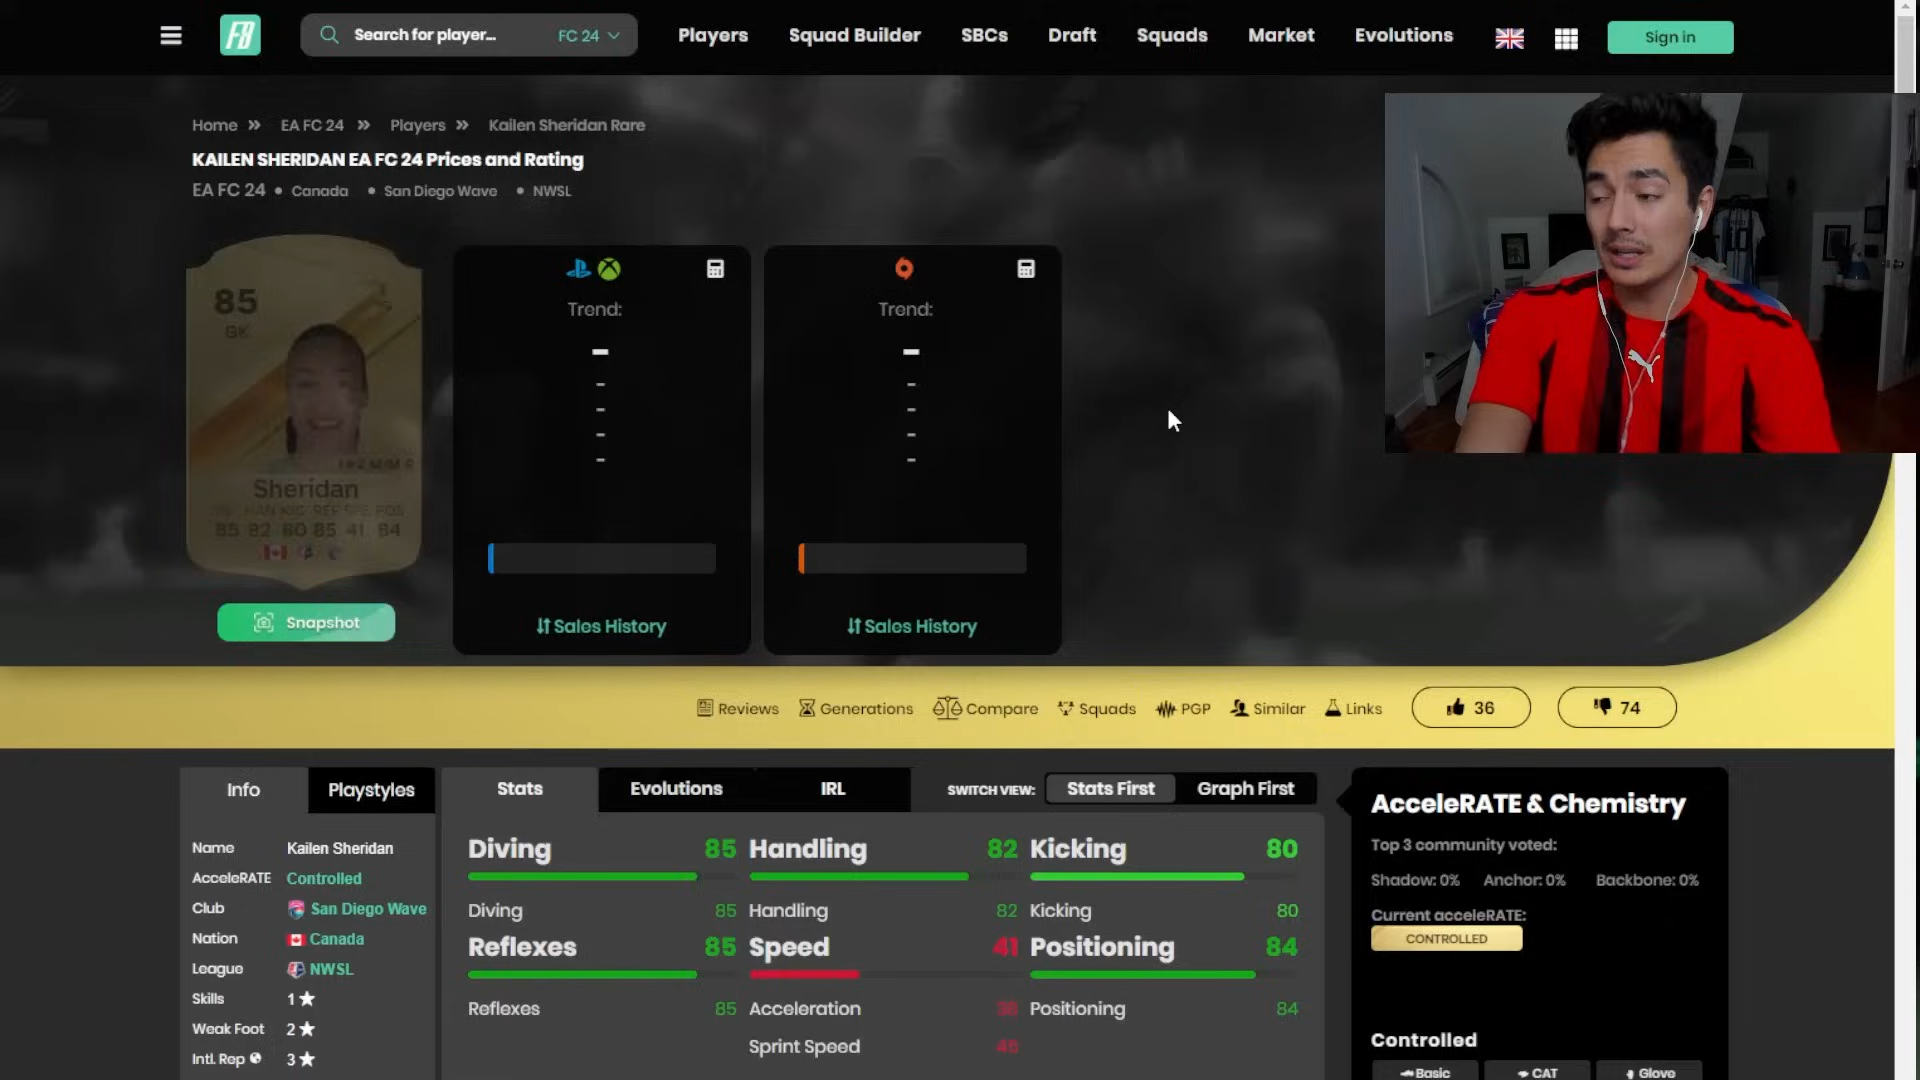 Search for player...
FC 24
Players
Squad Builder
SBCs
Draft
Squads
Market
Evolutions
Sign in
Home » EA FC 24 » Players » Kailen Sheridan Rare
KAILEN SHERIDAN EA FC 24 Prices and Rating
EA FC 24 • Canada • San Diego Wave • NWSL
85
GK
Sheridan
HAN KIC REF SPE POS
85 82 80 85 41 84
Snapshot
Trend:
-
-
-
-
-
Sales History
Trend:
-
-
-
-
-
Sales History
Reviews
Generations
Compare
Squads
PGP
Similar
Links
36
74
Info
Playstyles
Name Kailen Sheridan
AcceleRATE Controlled
Club San Diego Wave
Nation Canada
League NWSL
Skills 1
Weak Foot 2
Intl. Rep 3
Stats
Evolutions
IRL
SWITCH VIEW:
Stats First
Graph First
Diving 85
Handling 82
Kicking 80
Diving 85
Handling 82
Kicking 80
Reflexes 85
Speed 41
Positioning 84
Reflexes 85
Acceleration
Positioning 84
Sprint Speed
AcceleRATE & Chemistry
Top 3 community voted:
Shadow: 0% Anchor: 0% Backbone: 0%
Current acceleRATE:
CONTROLLED
Controlled
Basic
CAT
Glove